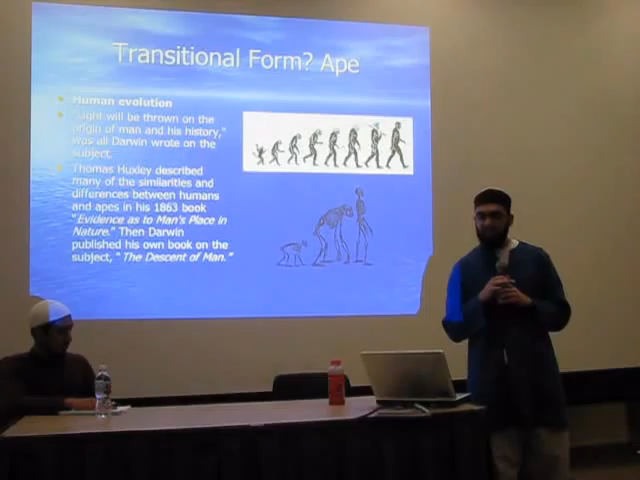 Transitional Form? Ape
Human evolution
"Light will be thrown on the
origin of man and his history,"
was all Darwin wrote on the
subject.
Thomas Huxley described
many of the similarities and
differences between humans
and apes in his 1863 book
"Evidence as to Man's Place in
Nature." Then Darwin
published his own book on the
subject, "The Descent of Man."